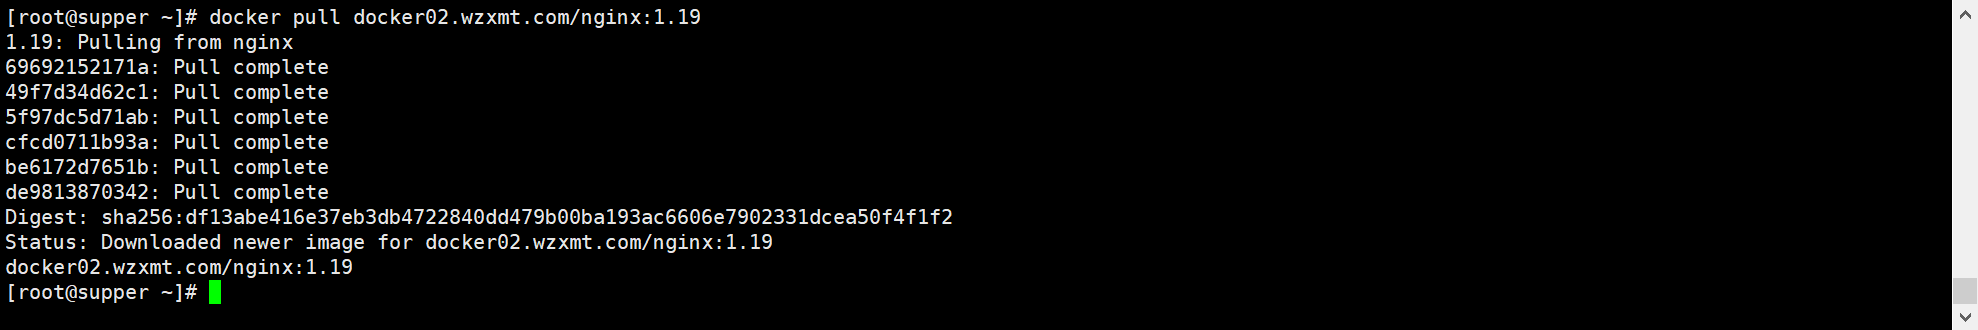 [root@supper ~]# docker pull docker02.wzxmt.com/nginx:1.19
1.19: Pulling from nginx
69692152171a: Pull complete
49f7d34d62c1: Pull complete
5f97dc5d71ab: Pull complete
cfcd0711b93a: Pull complete
be6172d7651b: Pull complete
de9813870342: Pull complete
Digest: sha256:df13abe416e37eb3db4722840dd479b00ba193ac6606e7902331dcea50f4f1f2
Status: Downloaded newer image for docker02.wzxmt.com/nginx:1.19
docker02.wzxmt.com/nginx:1.19
[root@supper ~]#